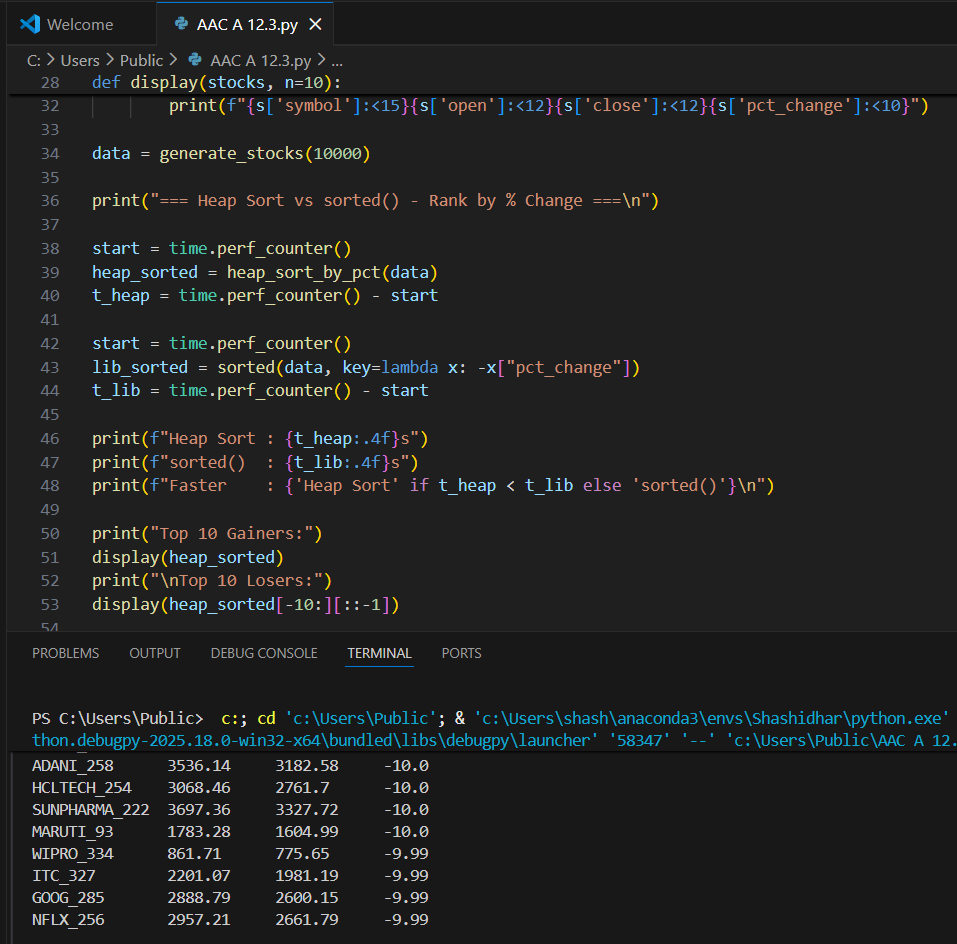 Welcome
AAC A 12.3.py
C: > Users > Public > AAC A 12.3.py > ...
28 def display(stocks, n=10):
32 print(f"{s['symbol']:<15}{s['open']:<12}{s['close']:<12}{s['pct_change']:<10}")
33
34 data = generate_stocks(10000)
35
36 print("=== Heap Sort vs sorted() - Rank by % Change ===\n")
37
38 start = time.perf_counter()
39 heap_sorted = heap_sort_by_pct(data)
40 t_heap = time.perf_counter() - start
41
42 start = time.perf_counter()
43 lib_sorted = sorted(data, key=lambda x: -x["pct_change"])
44 t_lib = time.perf_counter() - start
45
46 print(f"Heap Sort : {t_heap:.4f}s")
47 print(f"sorted()  : {t_lib:.4f}s")
48 print(f"Faster    : {'Heap Sort' if t_heap < t_lib else 'sorted()'}\n")
49
50 print("Top 10 Gainers:")
51 display(heap_sorted)
52 print("\nTop 10 Losers:")
53 display(heap_sorted[-10:][::-1])
54
PROBLEMS OUTPUT DEBUG CONSOLE TERMINAL PORTS
PS C:\Users\Public>  c:; cd 'c:\Users\Public'; & 'c:\Users\shash\anaconda3\envs\Shashidhar\python.exe'
thon.debugpy-2025.18.0-win32-x64\bundled\libs\debugpy\launcher' '58347' '--' 'c:\Users\Public\AAC A 12.
ADANI_258 3536.14 3182.58 -10.0
HCLTECH_254 3068.46 2761.7 -10.0
SUNPHARMA_222 3697.36 3327.72 -10.0
MARUTI_93 1783.28 1604.99 -10.0
WIPRO_334 861.71 775.65 -9.99
ITC_327 2201.07 1981.19 -9.99
GOOG_285 2888.79 2600.15 -9.99
NFLX_256 2957.21 2661.79 -9.99